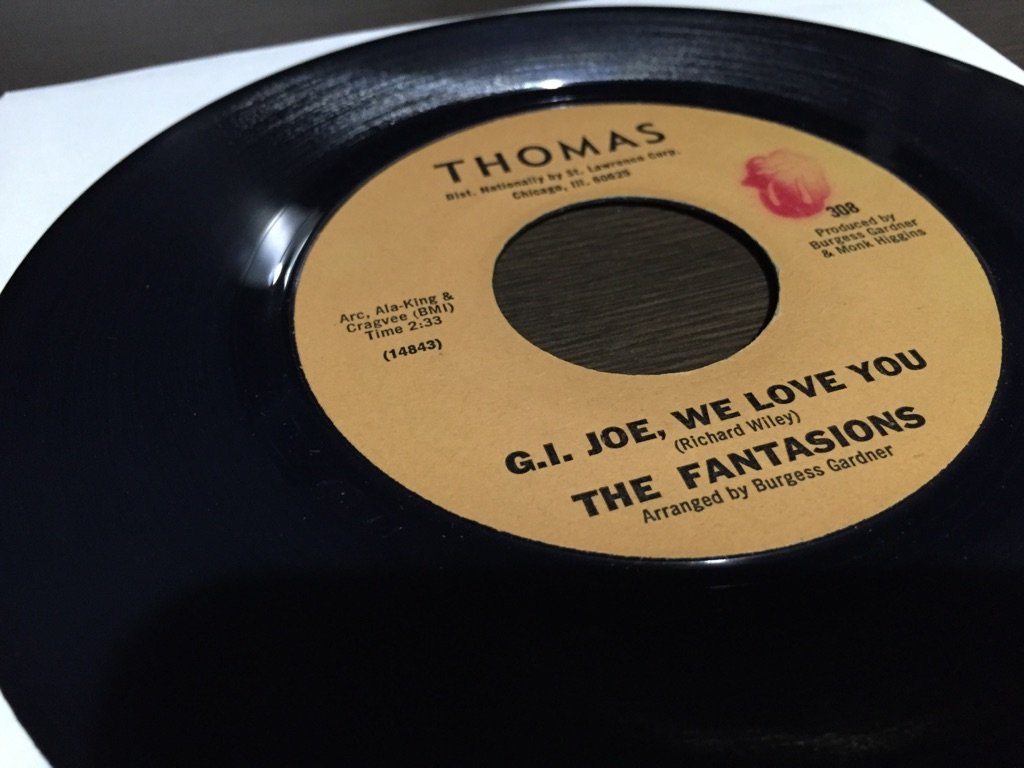 THOMAS
Dist. Nationally by St. Lawrence Corp.
Chicago, Ill. 60625
308
Produced by
Burgess Gardner
& Monk Higgins
Arc, Ala-King &
Cragvee (BMI)
Time 2:33
(14843)
G.I. JOE, WE LOVE YOU
(Richard Wiley)
THE FANTASIONS
Arranged by Burgess Gardner